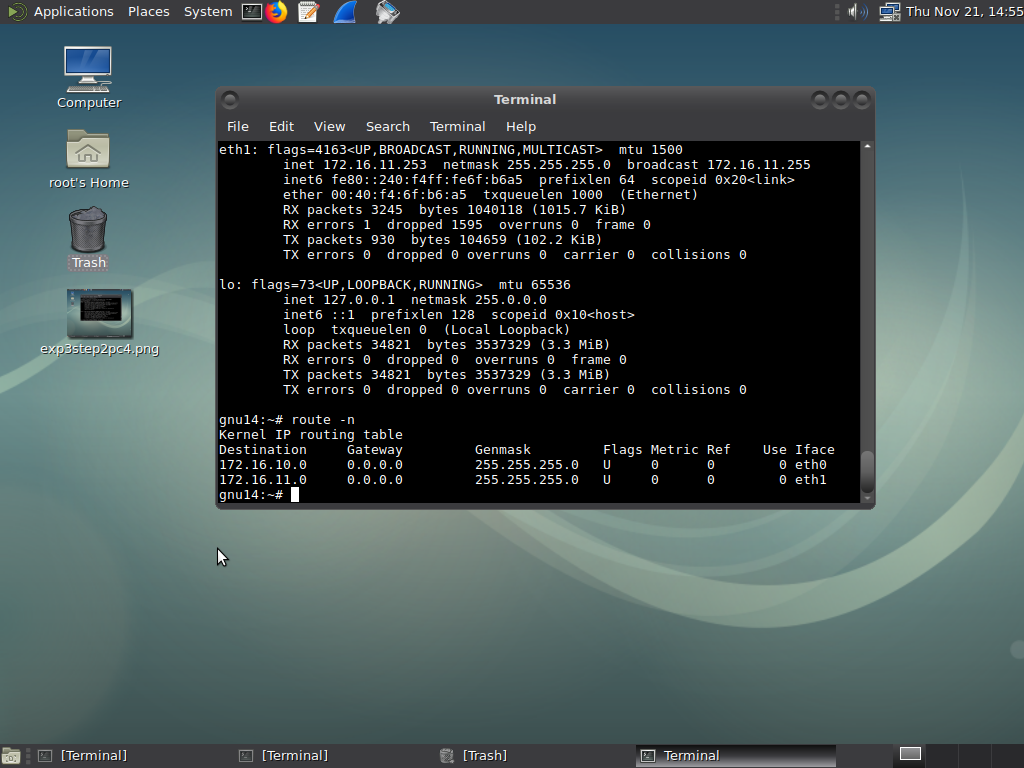 Applications Places System Thu Nov 21, 14:55
Computer
root's Home
Trash
exp3step2pc4.png
Terminal
File Edit View Search Terminal Help
eth1: flags=4163<UP,BROADCAST,RUNNING,MULTICAST>  mtu 1500
        inet 172.16.11.253  netmask 255.255.255.0  broadcast 172.16.11.255
        inet6 fe80::240:f4ff:fe6f:b6a5  prefixlen 64  scopeid 0x20<link>
        ether 00:40:f4:6f:b6:a5  txqueuelen 1000  (Ethernet)
        RX packets 3245  bytes 1040118 (1015.7 KiB)
        RX errors 1  dropped 1595  overruns 0  frame 0
        TX packets 930  bytes 104659 (102.2 KiB)
        TX errors 0  dropped 0 overruns 0  carrier 0  collisions 0
lo: flags=73<UP,LOOPBACK,RUNNING>  mtu 65536
        inet 127.0.0.1  netmask 255.0.0.0
        inet6 ::1  prefixlen 128  scopeid 0x10<host>
        loop  txqueuelen 0  (Local Loopback)
        RX packets 34821  bytes 3537329 (3.3 MiB)
        RX errors 0  dropped 0  overruns 0  frame 0
        TX packets 34821  bytes 3537329 (3.3 MiB)
        TX errors 0  dropped 0 overruns 0  carrier 0  collisions 0
gnu14:~# route -n
Kernel IP routing table
Destination     Gateway         Genmask         Flags Metric Ref    Use Iface
172.16.10.0     0.0.0.0         255.255.255.0   U     0      0        0 eth0
172.16.11.0     0.0.0.0         255.255.255.0   U     0      0        0 eth1
gnu14:~#
[Terminal] [Terminal] [Trash] Terminal